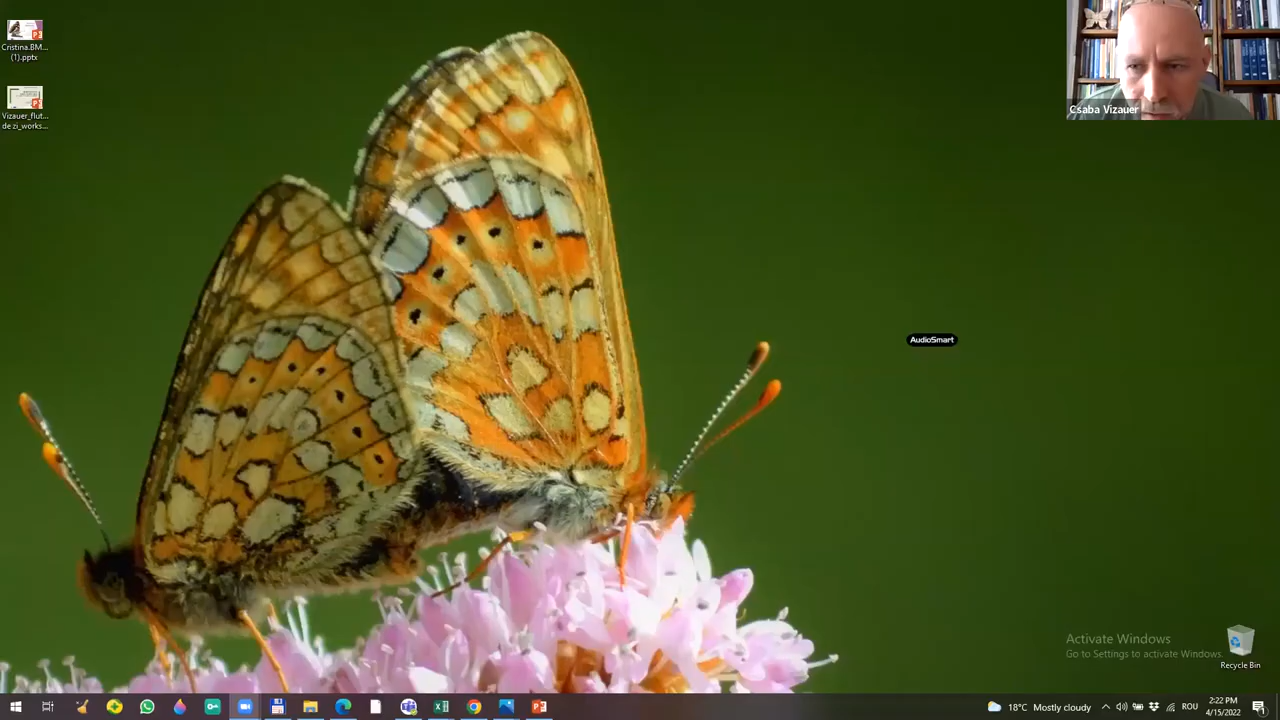 Cristina.BM...
(1).pptx
Vizauer_flut...
de zi_works...
Csaba Vizauer
AudioSmart
Activate Windows
Go to Settings to activate Windows.
Recycle Bin
18°C Mostly cloudy
ROU
2:22 PM
4/15/2022